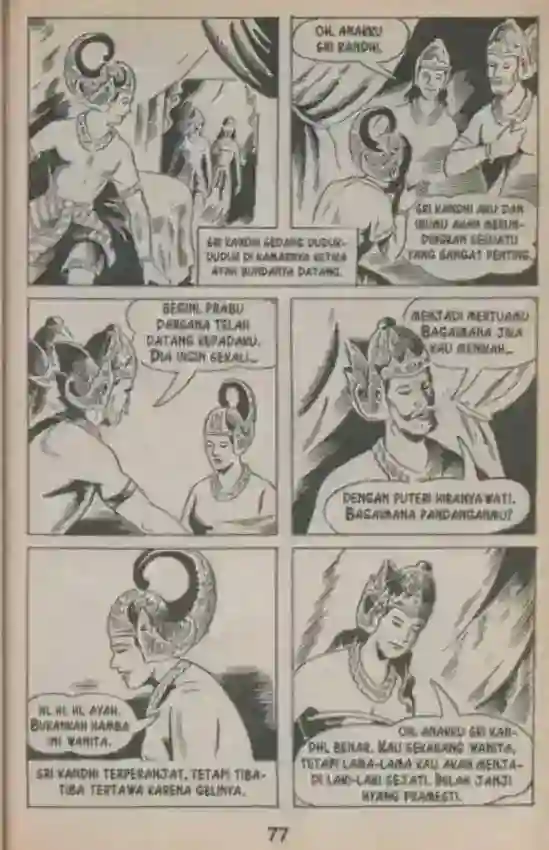 SRI KANDHI SEDANG DUDUK-
DUDUK DI KAMARNYA KETIKA
AYAH BUNDANYA DATANG.
OH, ANAKKU
SRI KANDHI.
SRI KANDHI AKU DAN
IBUMU AKAN MERUN-
DINGKAN SESUATU
YANG SANGAT PENTING.
BEGINI, PRABU
DARGANA TELAH
DATANG KEPADAKU.
DIA INGIN SEKALI...
MENJADI MERTUAMU
BAGAIMANA JIKA
KAU MENIKAH...
DENGAN PUTERI HIRANYAWATI.
BAGAIMANA PANDANGANMU?
HI, HI, HI, AYAH.
BUKANKAH HAMBA
INI WANITA.
SRI KANDHI TERPERANJAT, TETAPI TIBA-
TIBA TERTAWA KARENA GELINYA.
OH, ANAKKU SRI KAN-
DHI, BENAR. KAU SEKARANG WANITA,
TETAPI LAMA-LAMA KAU AKAN MENJA-
DI LAKI-LAKI SEJATI. ITULAH JANJI
HYANG PRAMESTI.
77